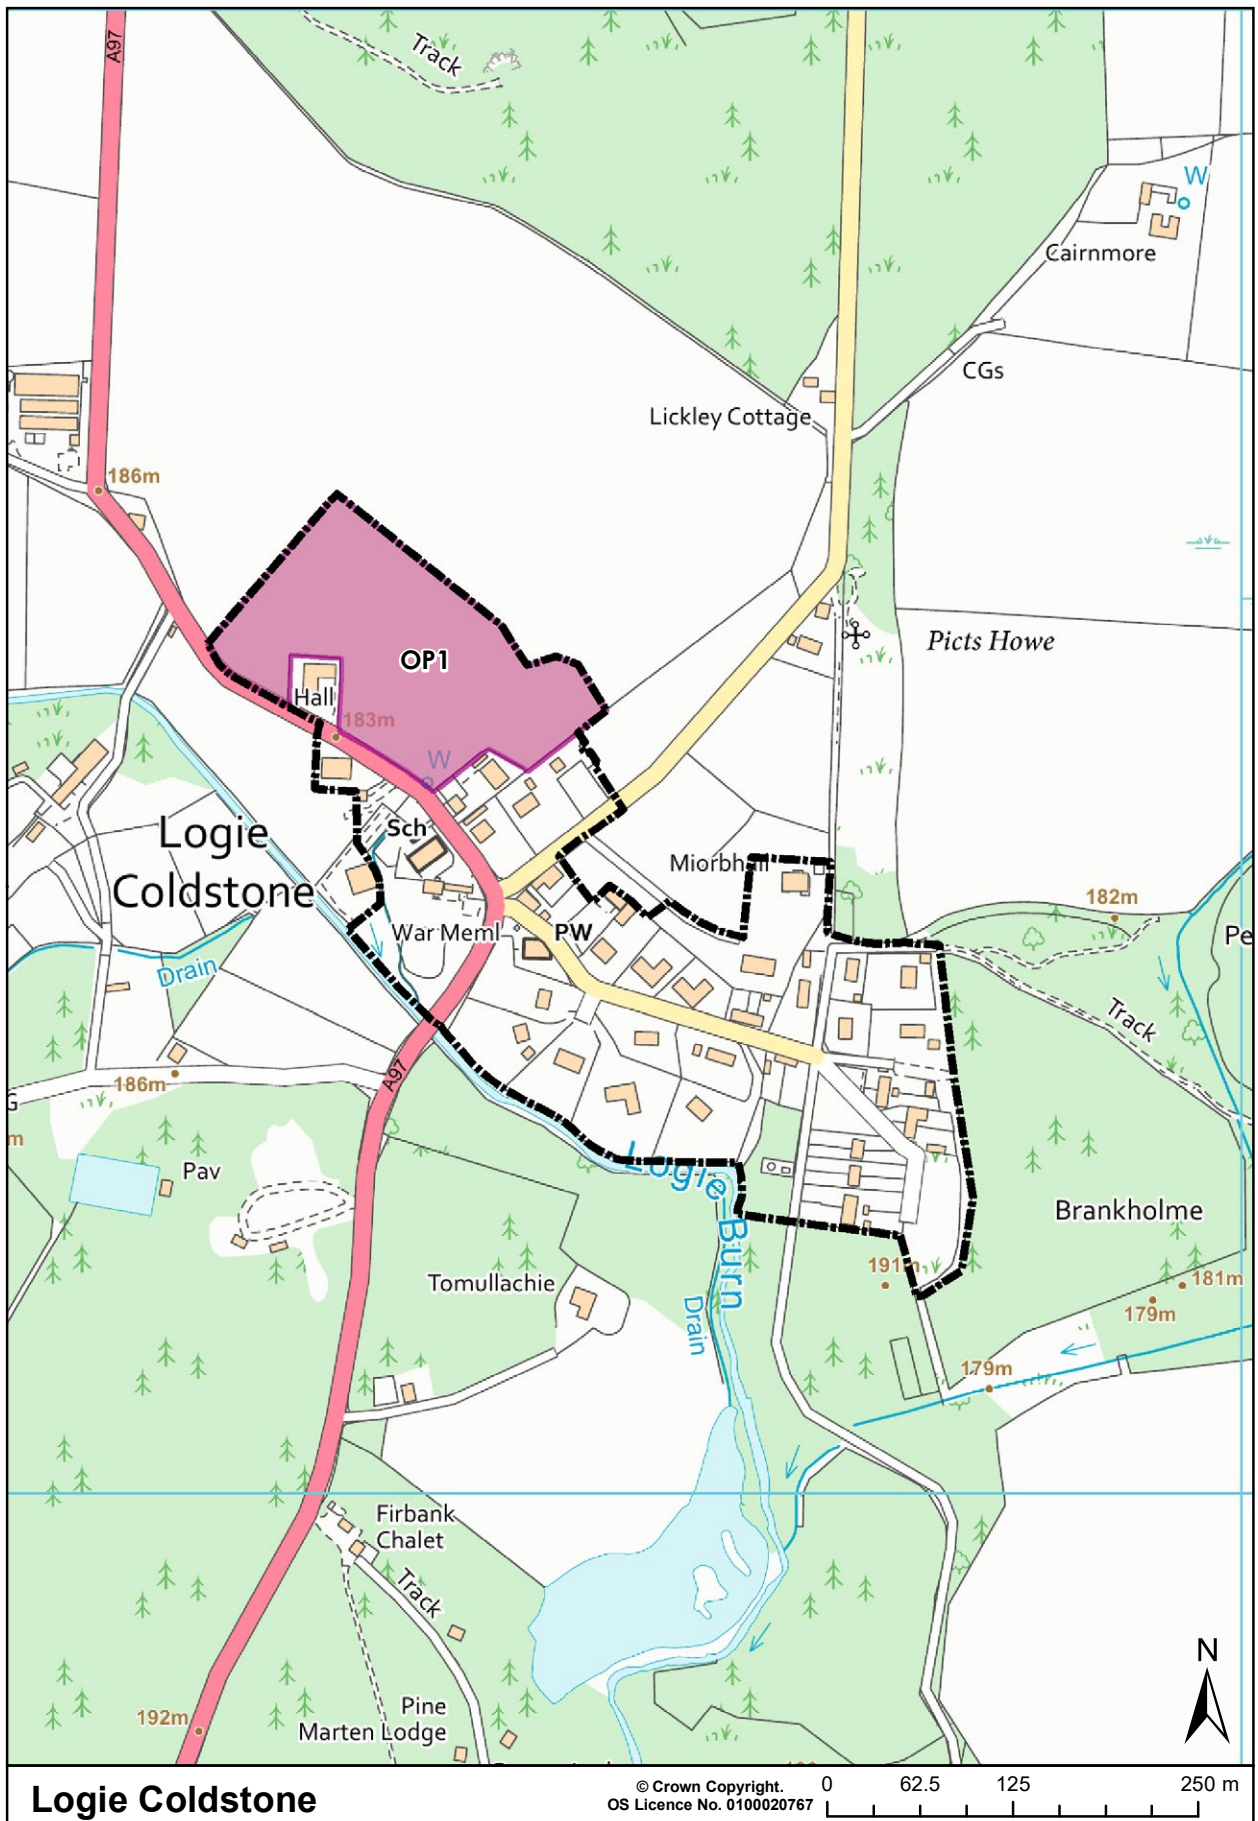 A97
Track
W
Cairnmore
CGs
Lickley Cottage
186m
Picts Howe
OP1
Hall
183m
W
Sch
Logie
Coldstone
Miorbhail
182m
War Meml
PW
Drain
Track
186m
A97
Pav
Logie Burn
Brankholme
191m
181m
179m
Tomullachie
Drain
179m
Firbank
Chalet
Track
Pine
Marten Lodge
192m
N
Logie Coldstone
© Crown Copyright.
OS Licence No. 0100020767
0 62.5 125 250 m